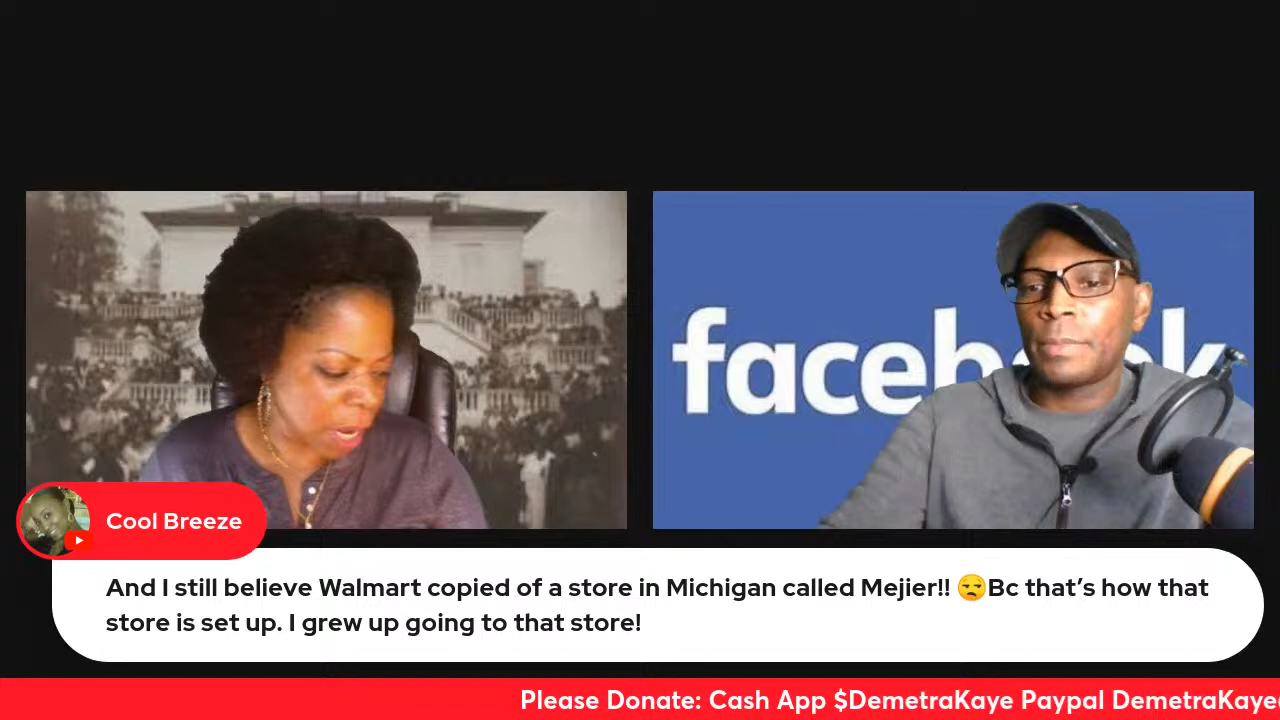 facebook
Cool Breeze
And I still believe Walmart copied of a store in Michigan called Mejier!! 😒Bc that’s how that
store is set up. I grew up going to that store!
Please Donate: Cash App $DemetraKaye Paypal DemetraKaye